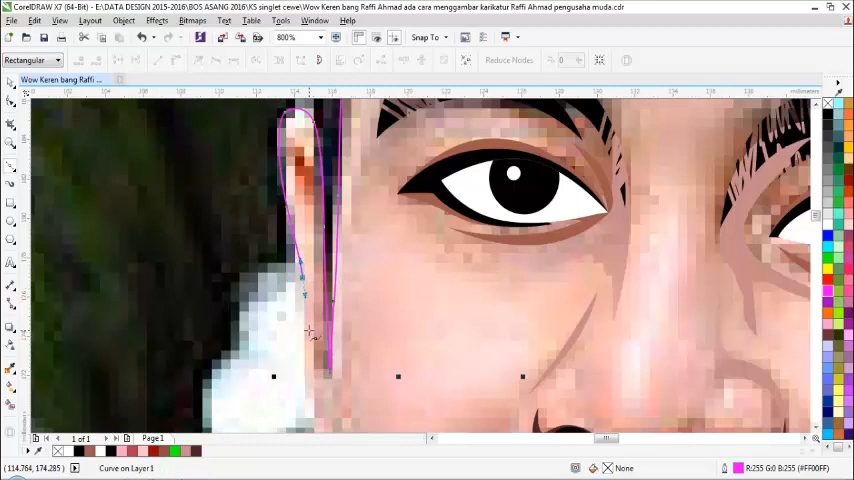 CorelDRAW X7 (64-Bit) - E:\DATA DESIGN 2015-2016\BOS ASANG 2016\KS singlet cewe\Wow Keren bang Raffi Ahmad ada cara menggambar karikatur Raffi Ahmad pengusaha muda.cdr
File Edit View Layout Object Effects Bitmaps Text Table Tools Window Help
800% Snap To
Rectangular Reduce Nodes 0
Wow Keren bang Raffi ...
millimeters
1 of 1 Page1
(114.764, 174.285) Curve on Layer1 None R:255 G:0 B:255 (#FF00FF)